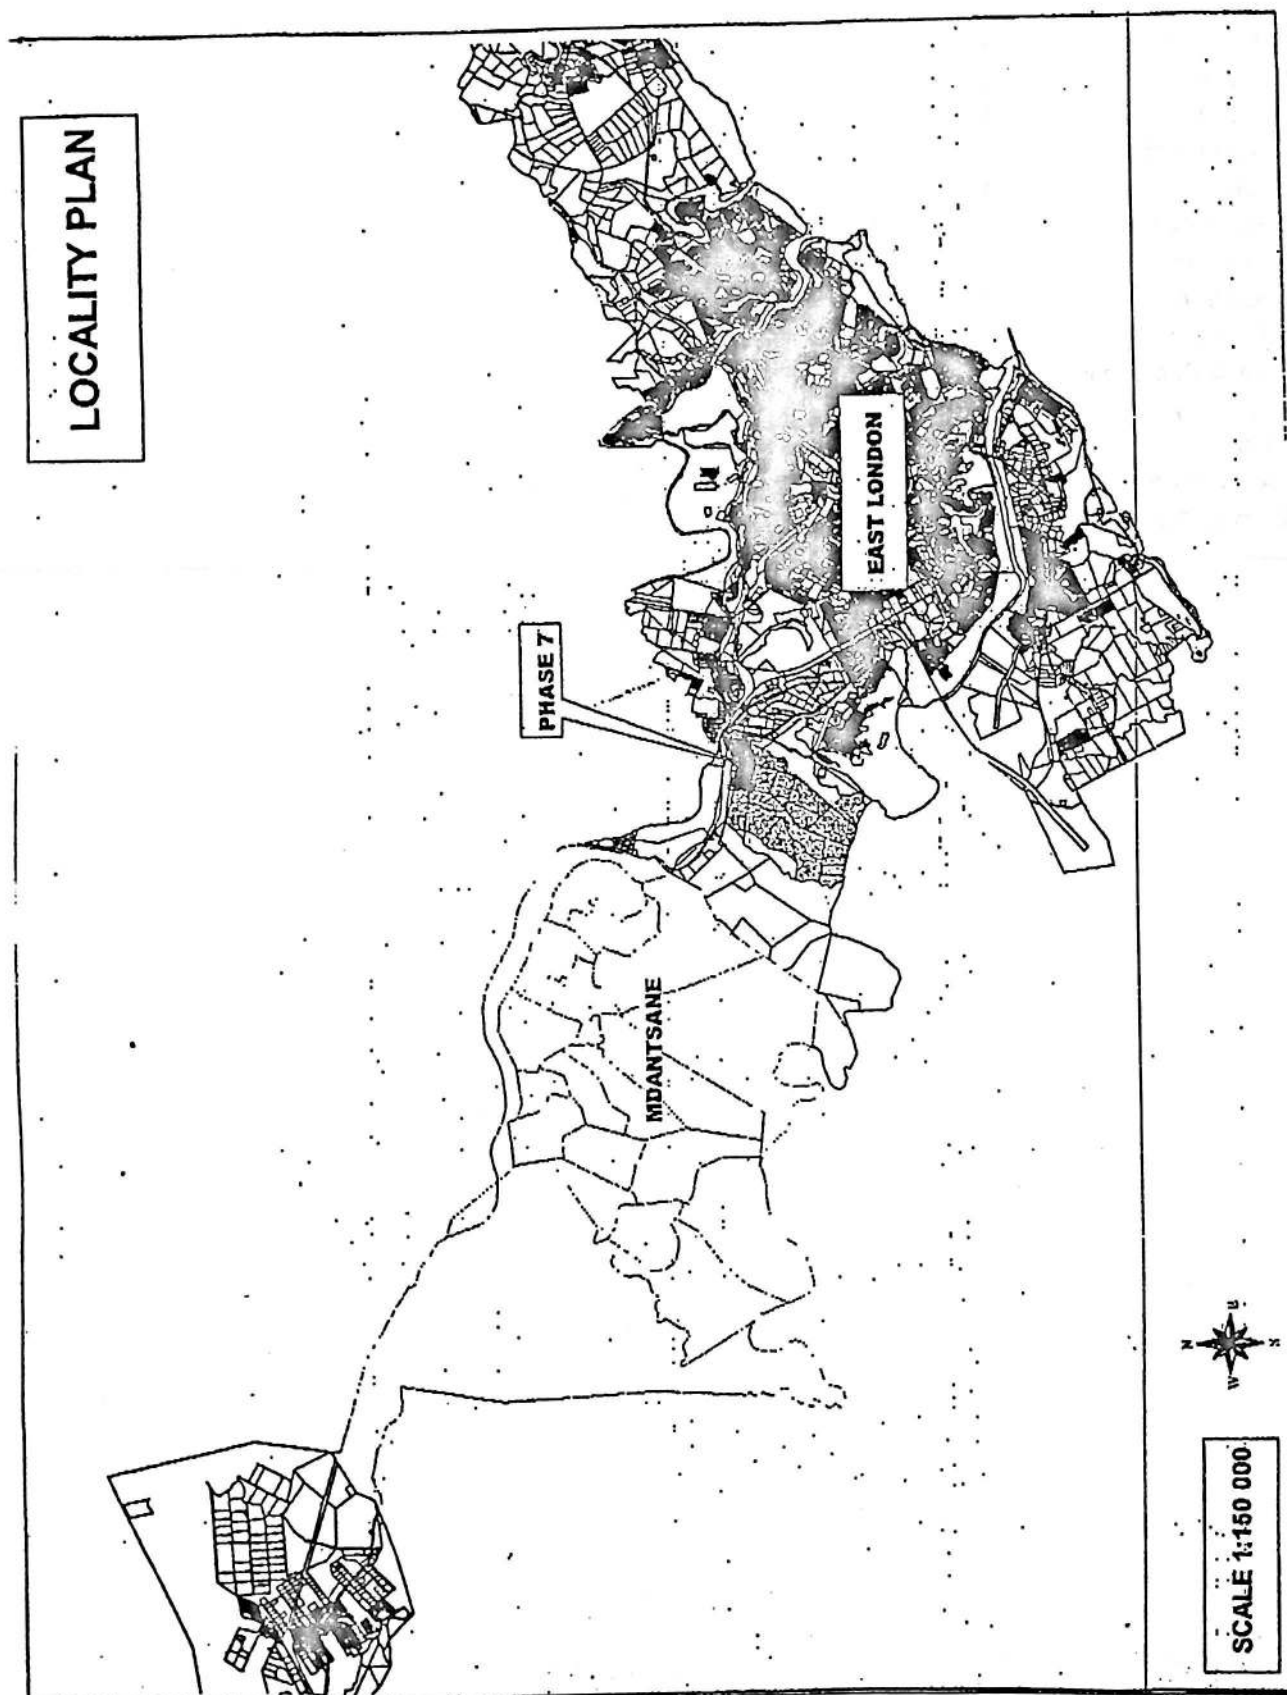 LOCALITY PLAN
PHASE 7
EAST LONDON
MDANTSANE
N
W
E
S
SCALE 1:150 000